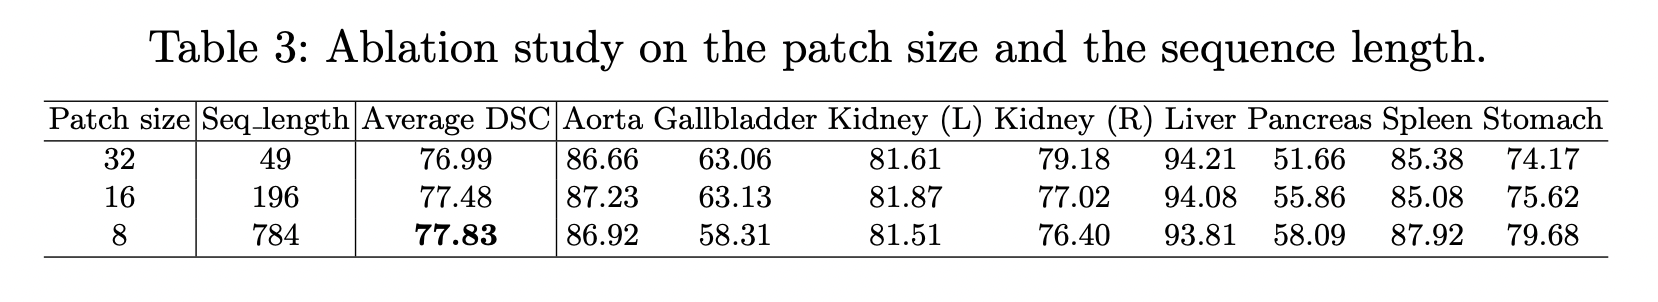 Table 3: Ablation study on the patch size and the sequence length.
Patch size Seq_length Average DSC Aorta Gallbladder Kidney (L) Kidney (R) Liver Pancreas Spleen Stomach
32 49 76.99 86.66 63.06 81.61 79.18 94.21 51.66 85.38 74.17
16 196 77.48 87.23 63.13 81.87 77.02 94.08 55.86 85.08 75.62
8 784 77.83 86.92 58.31 81.51 76.40 93.81 58.09 87.92 79.68